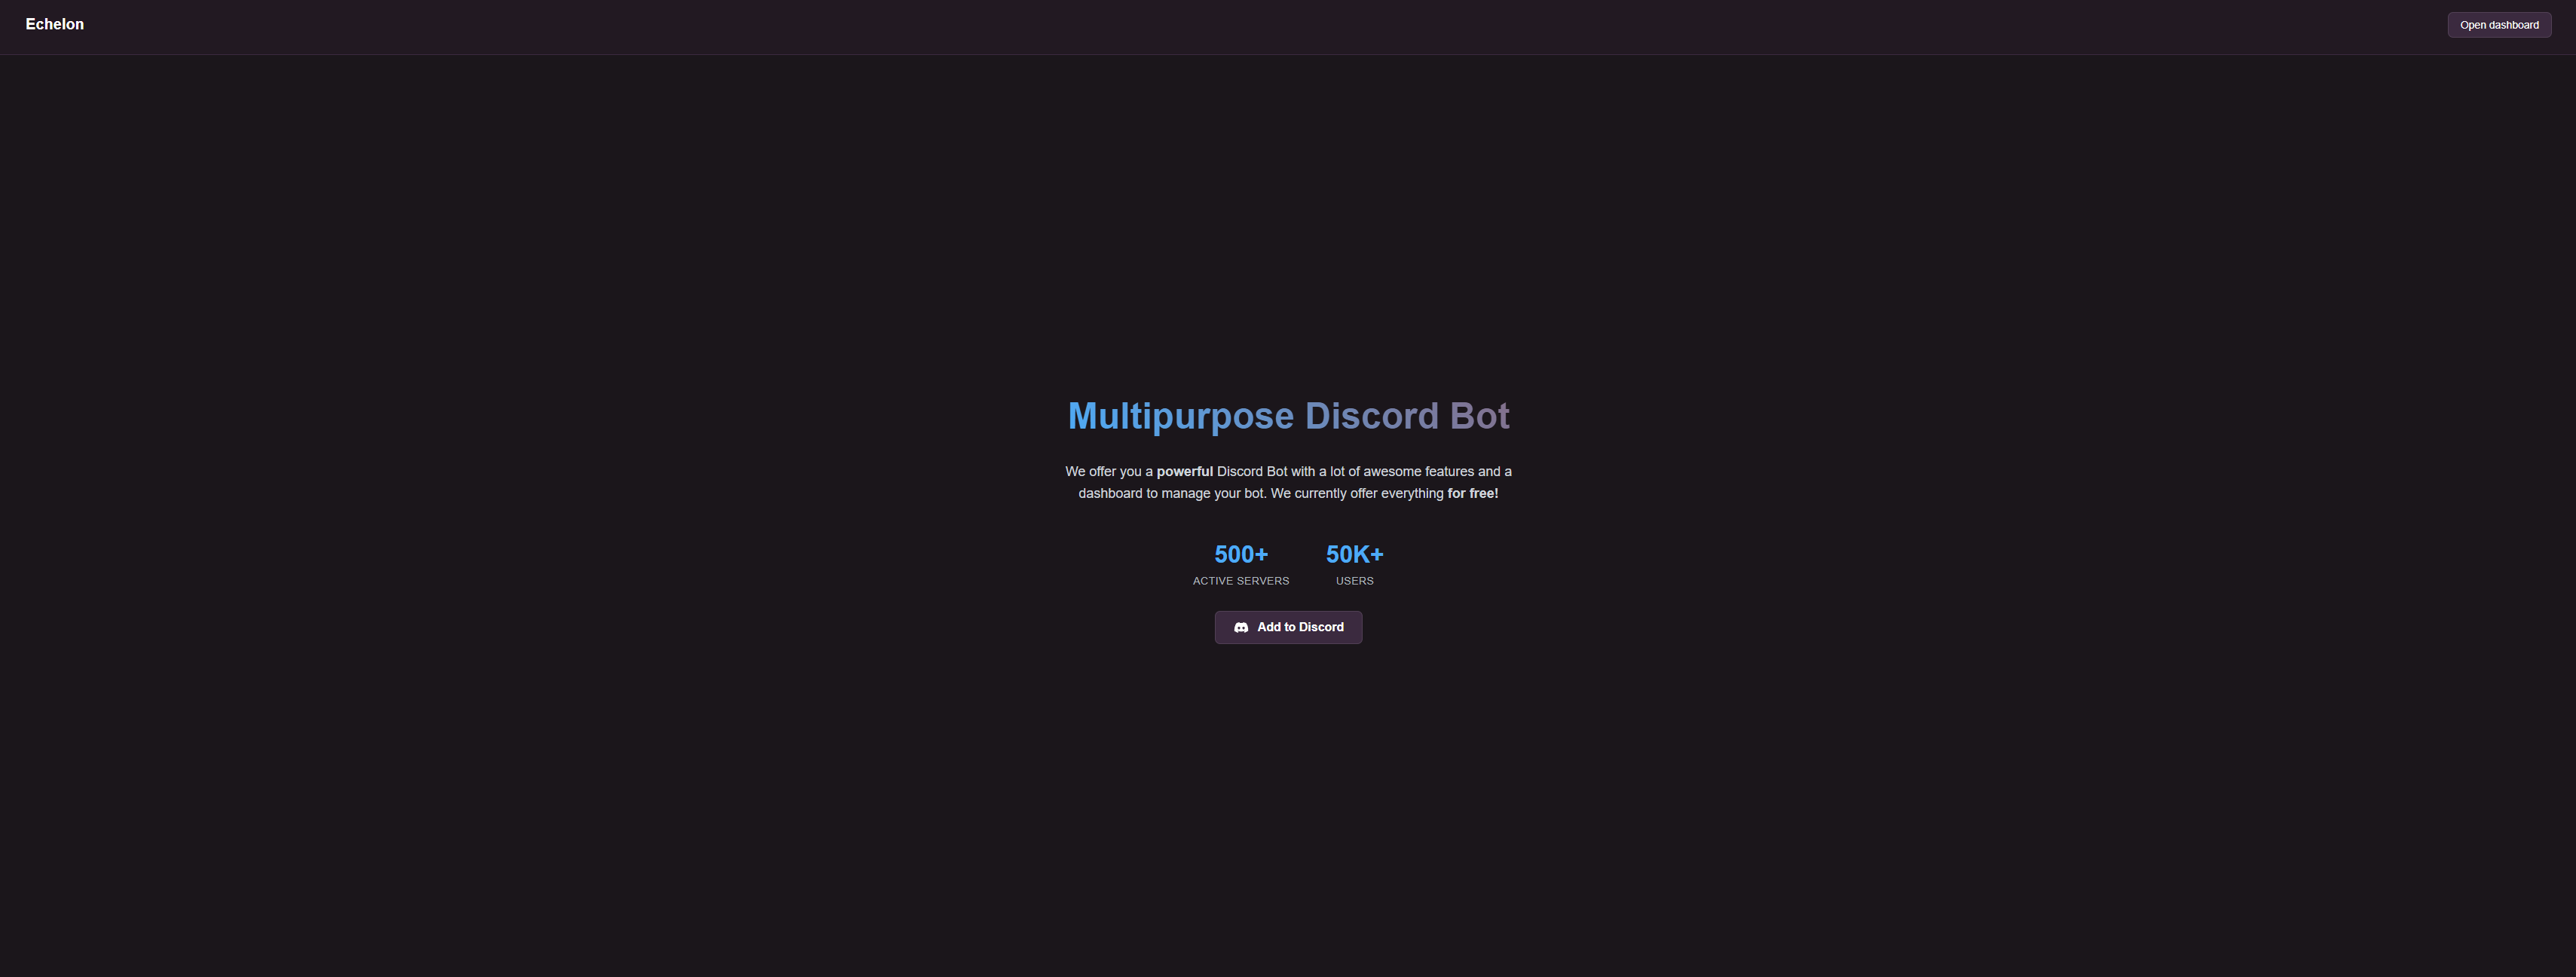 Echelon
Open dashboard
Multipurpose Discord Bot
We offer you a powerful Discord Bot with a lot of awesome features and a
dashboard to manage your bot. We currently offer everything for free!
500+
50K+
ACTIVE SERVERS
USERS
Add to Discord